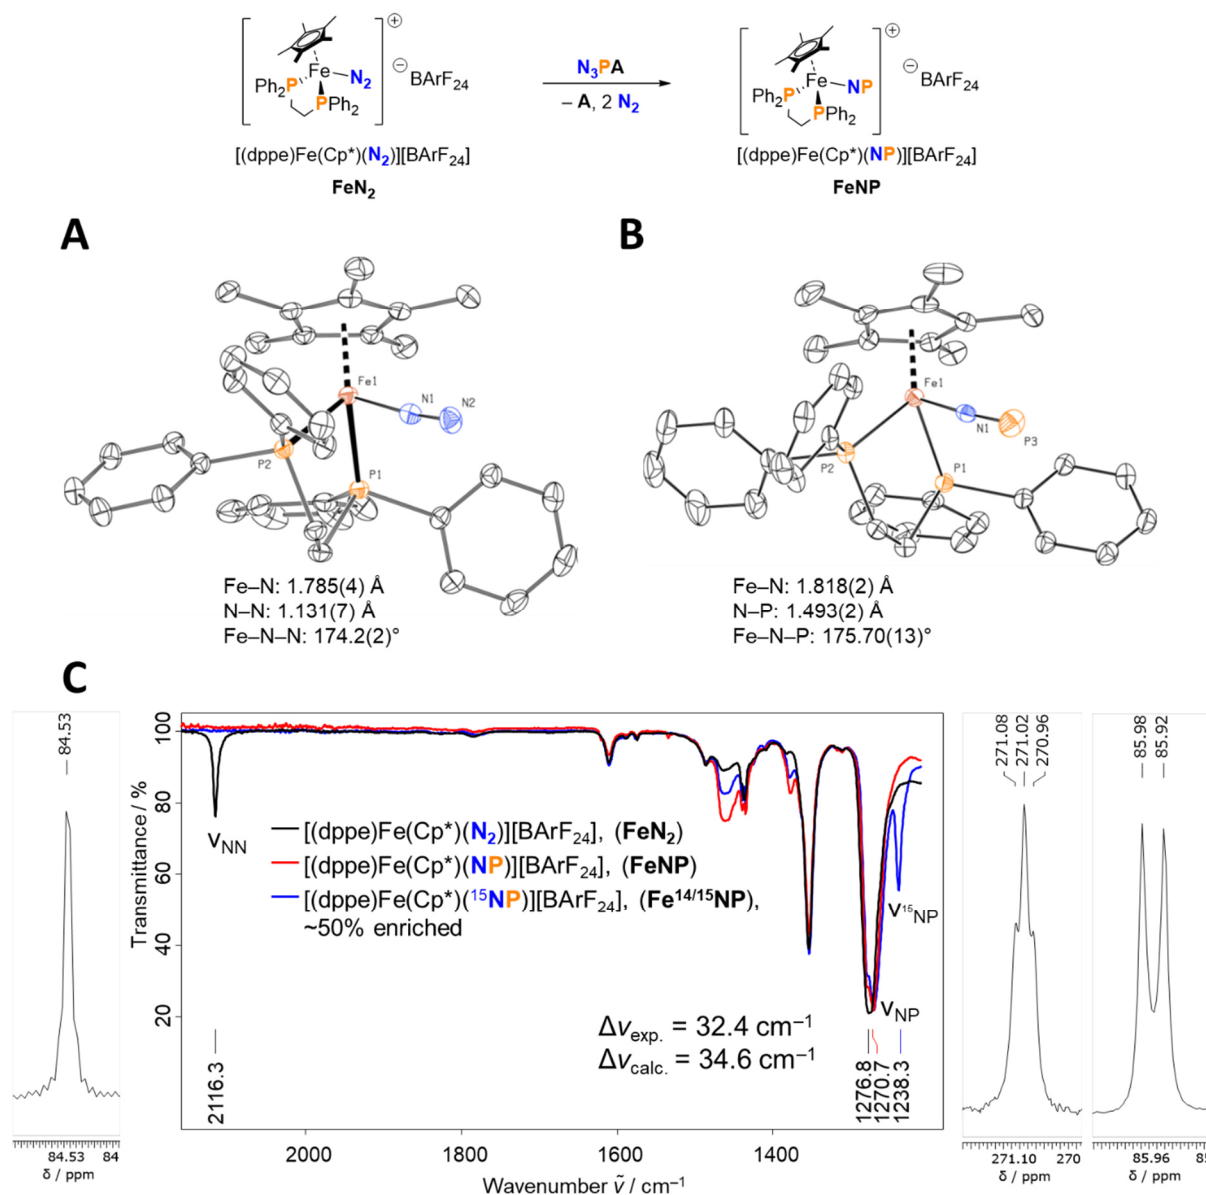 Fe
N₂
Ph₂P
PPh₂
+
− BArF₂₄
[(dppe)Fe(Cp*)(N₂)][BArF₂₄]
FeN₂
N₃PA
– A, 2 N₂
Fe
NP
Ph₂P
PPh₂
+
− BArF₂₄
[(dppe)Fe(Cp*)(NP)][BArF₂₄]
FeNP
A
Fe1
N1
N2
P2
P1
Fe–N: 1.785(4) Å
N–N: 1.131(7) Å
Fe–N–N: 174.2(2)°
B
Fe1
N1
P3
P2
P1
Fe–N: 1.818(2) Å
N–P: 1.493(2) Å
Fe–N–P: 175.70(13)°
C
84.53
84.53 84
δ / ppm
Transmittance / %
100
80
60
40
20
νNN
[(dppe)Fe(Cp*)(N₂)][BArF₂₄], (FeN₂)
[(dppe)Fe(Cp*)(NP)][BArF₂₄], (FeNP)
[(dppe)Fe(Cp*)(¹⁵NP)][BArF₂₄], (Fe¹⁴/¹⁵NP),
~50% enriched
ν¹⁵NP
νNP
Δνexp. = 32.4 cm⁻¹
Δνcalc. = 34.6 cm⁻¹
2116.3
1276.8
1270.7
1238.3
2000 1800 1600 1400
Wavenumber ṽ / cm⁻¹
271.08
271.02
270.96
271.10 270
δ / ppm
85.98
85.92
85.96 85
δ / ppm